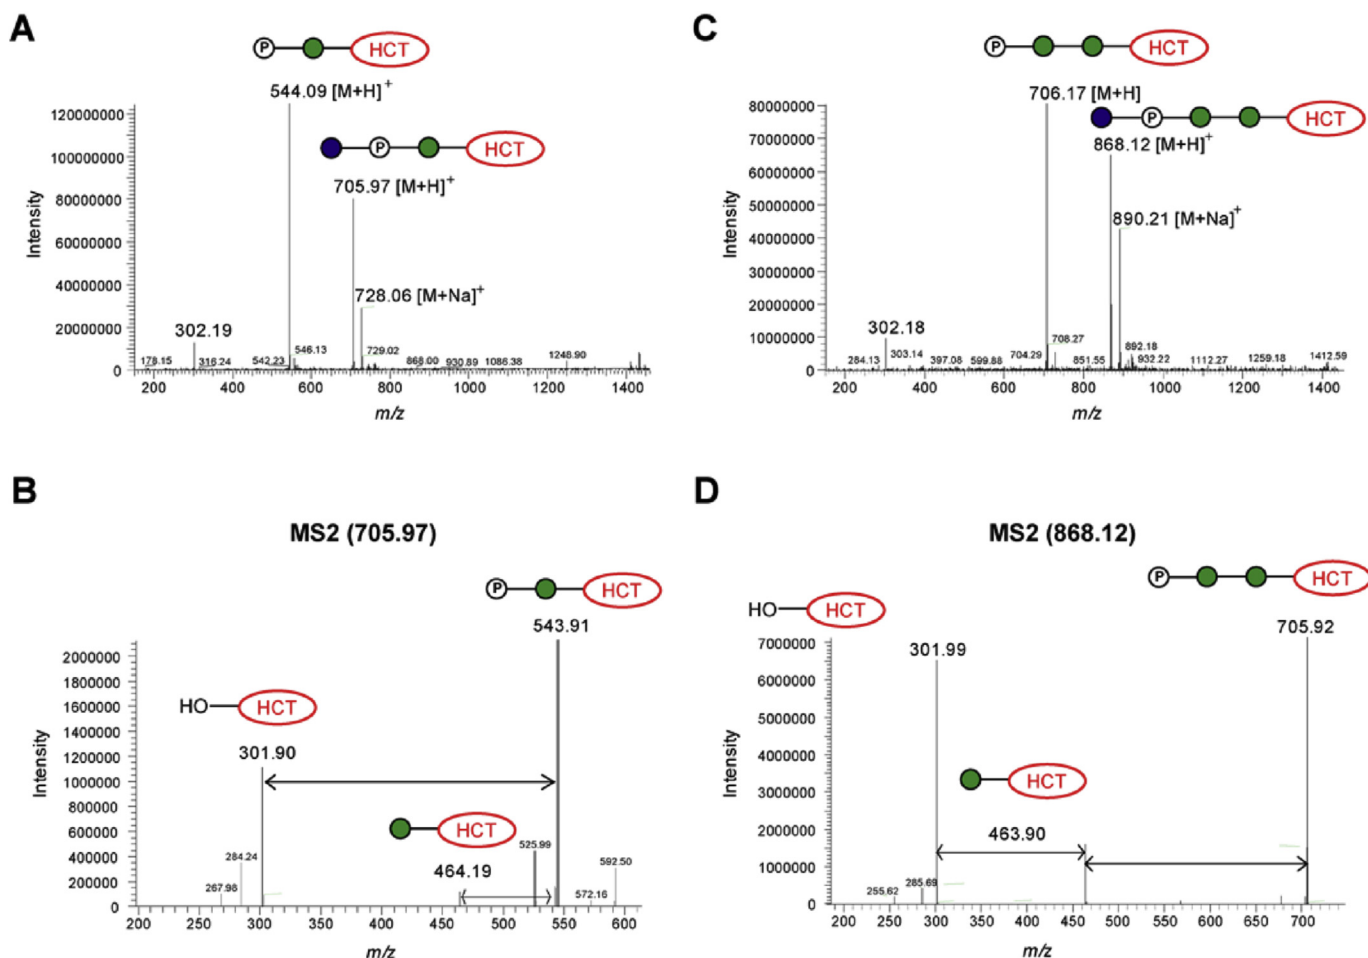 A
P HCT
544.09 [M+H]+
HCT
P
705.97 [M+H]+
728.06 [M+Na]+
302.19
178.15 316.24 542.23 546.13 729.02 868.00 930.89 1086.38 1248.90
120000000
100000000
80000000
60000000
40000000
20000000
0
Intensity
200 400 600 800 1000 1200 1400
m/z
C
P HCT
706.17 [M+H]
P HCT
868.12 [M+H]+
890.21 [M+Na]+
302.18
284.13 303.14 397.08 599.88 704.29 708.27 851.55 892.18 932.22 1112.27 1259.18 1412.59
80000000
70000000
60000000
50000000
40000000
30000000
20000000
10000000
0
Intensity
200 400 600 800 1000 1200 1400
m/z
B
MS2 (705.97)
P HCT
543.91
HO HCT
301.90
HCT
464.19
267.98 284.24 525.99 572.16 592.50
2000000
1800000
1600000
1400000
1200000
1000000
800000
600000
400000
200000
0
Intensity
200 250 300 350 400 450 500 550 600
m/z
D
MS2 (868.12)
P HCT
705.92
HO HCT
301.99
HCT
463.90
255.62 285.69
7000000
6000000
5000000
4000000
3000000
2000000
1000000
0
Intensity
200 250 300 350 400 450 500 550 600 650 700
m/z